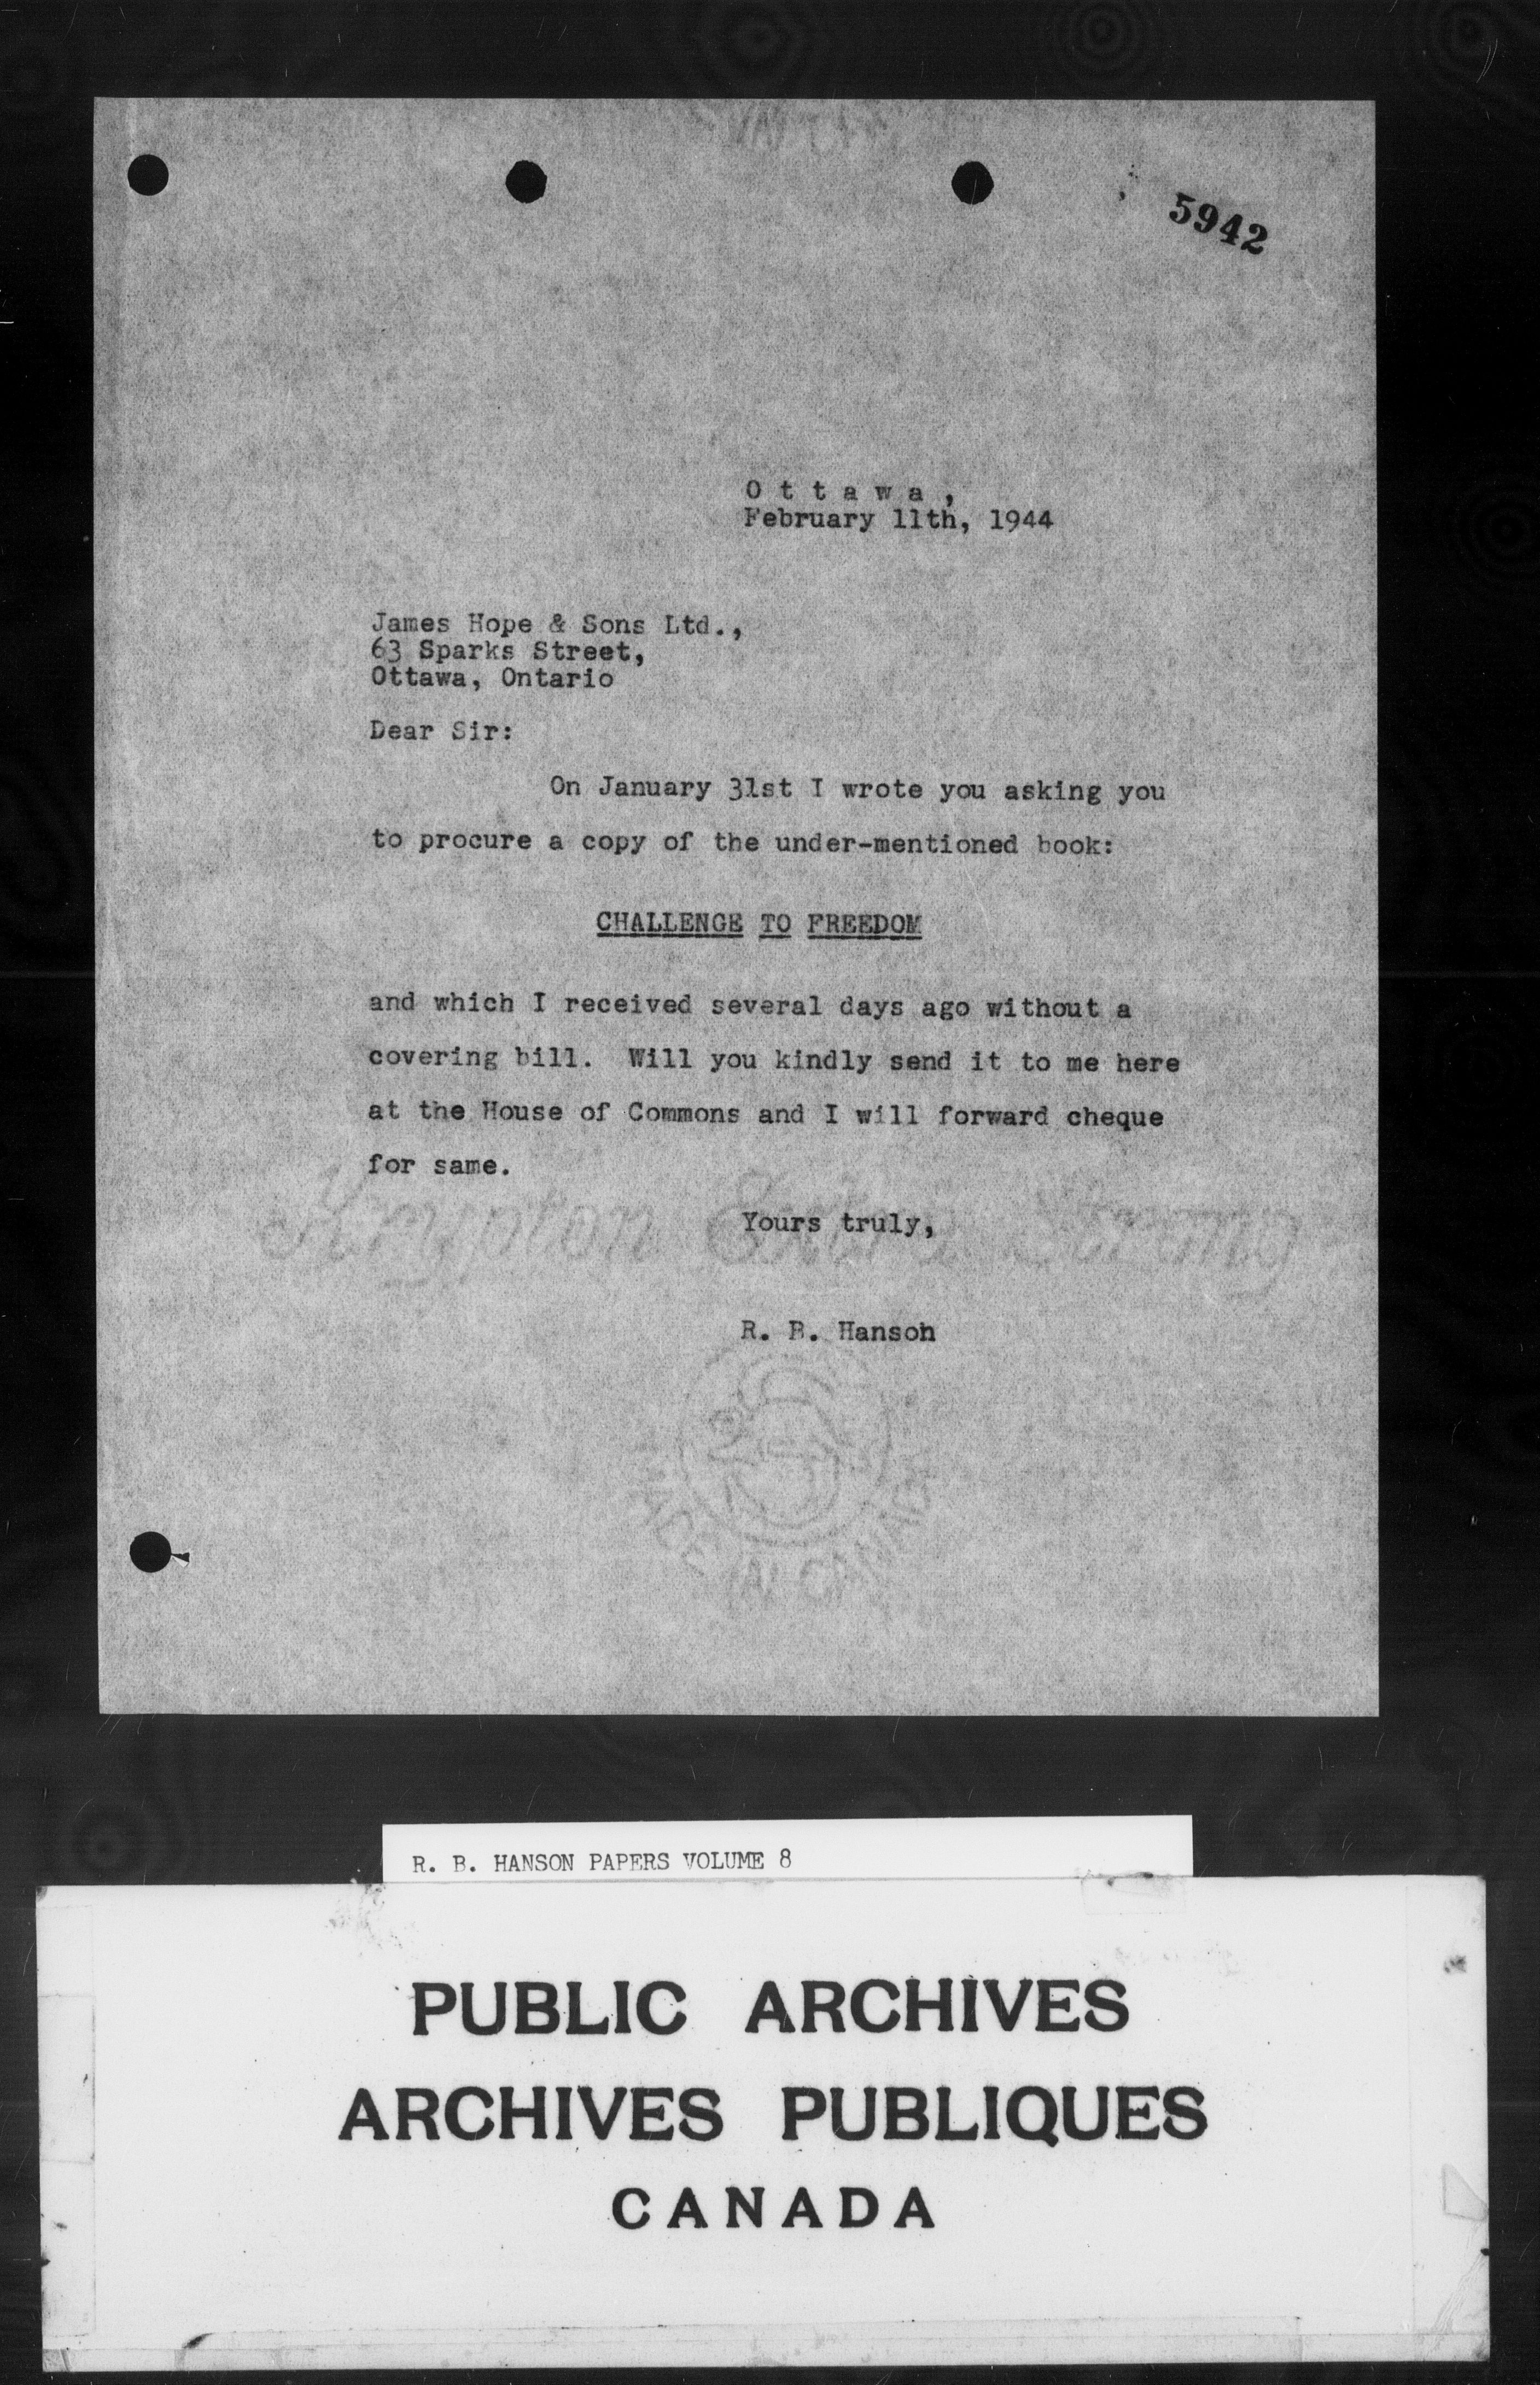 5942
O t t a w a ,
February 11th, 1944
James Hope & Sons Ltd.,
63 Sparks Street,
Ottawa, Ontario
Dear Sir:
On January 31st I wrote you asking you
to procure a copy of the under-mentioned book:
CHALLENGE TO FREEDOM
and which I received several days ago without a
covering bill. Will you kindly send it to me here
at the House of Commons and I will forward cheque
for same.
Yours truly,
R. B. Hanson
R. B. HANSON PAPERS VOLUME 8
PUBLIC ARCHIVES
ARCHIVES PUBLIQUES
CANADA